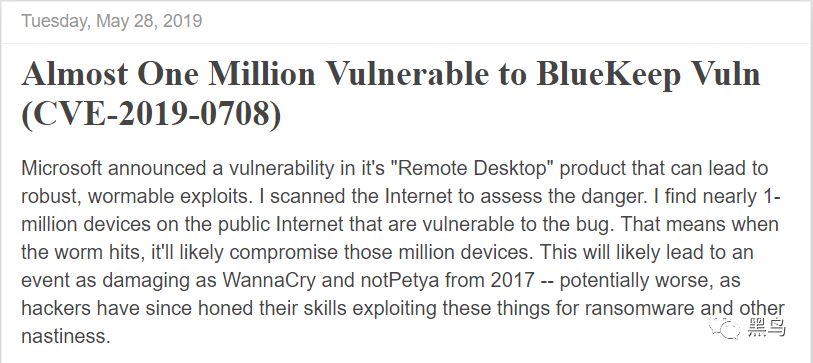 Tuesday, May 28, 2019
Almost One Million Vulnerable to BlueKeep Vuln
(CVE-2019-0708)
Microsoft announced a vulnerability in it's "Remote Desktop" product that can lead to
robust, wormable exploits. I scanned the Internet to assess the danger. I find nearly 1-
million devices on the public Internet that are vulnerable to the bug. That means when
the worm hits, it'll likely compromise those million devices. This will likely lead to an
event as damaging as WannaCry and notPetya from 2017 -- potentially worse, as
hackers have since honed their skills exploiting these things for ransomware and other
nastiness.
黑鸟